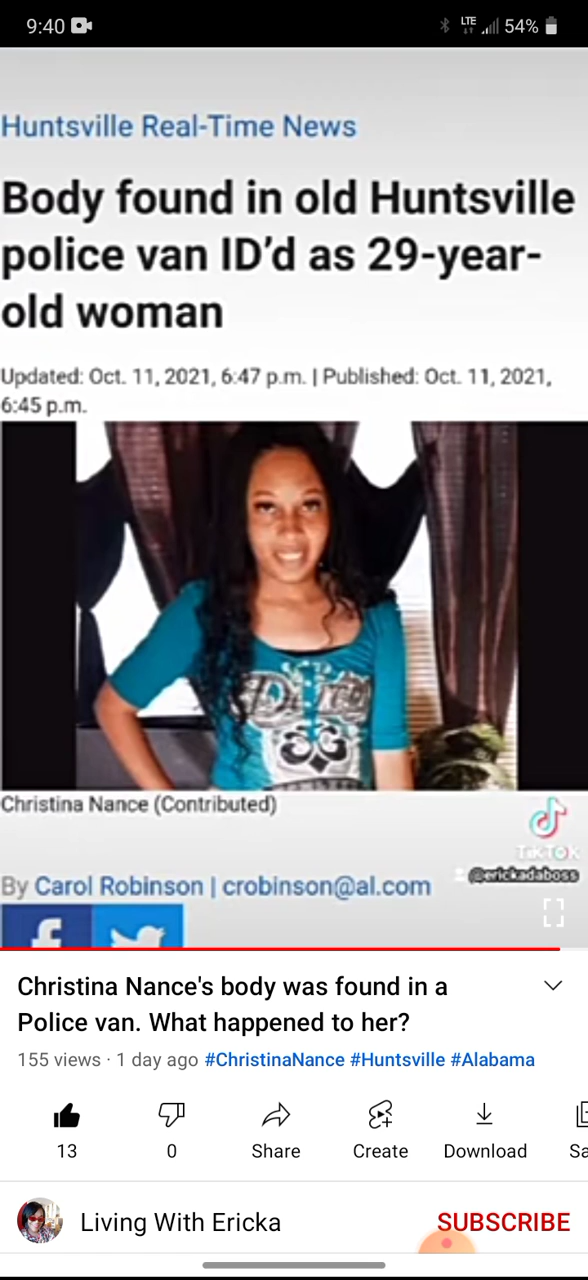 9:40
LTE
54%
Huntsville Real-Time News
Body found in old Huntsville
police van ID’d as 29-year-
old woman
Updated: Oct. 11, 2021, 6:47 p.m. | Published: Oct. 11, 2021,
6:45 p.m.
Christina Nance (Contributed)
TikTok
@erickadaboss
By Carol Robinson | crobinson@al.com
Christina Nance's body was found in a
Police van. What happened to her?
155 views · 1 day ago #ChristinaNance #Huntsville #Alabama
13
0
Share
Create
Download
Sa
Living With Ericka
SUBSCRIBE